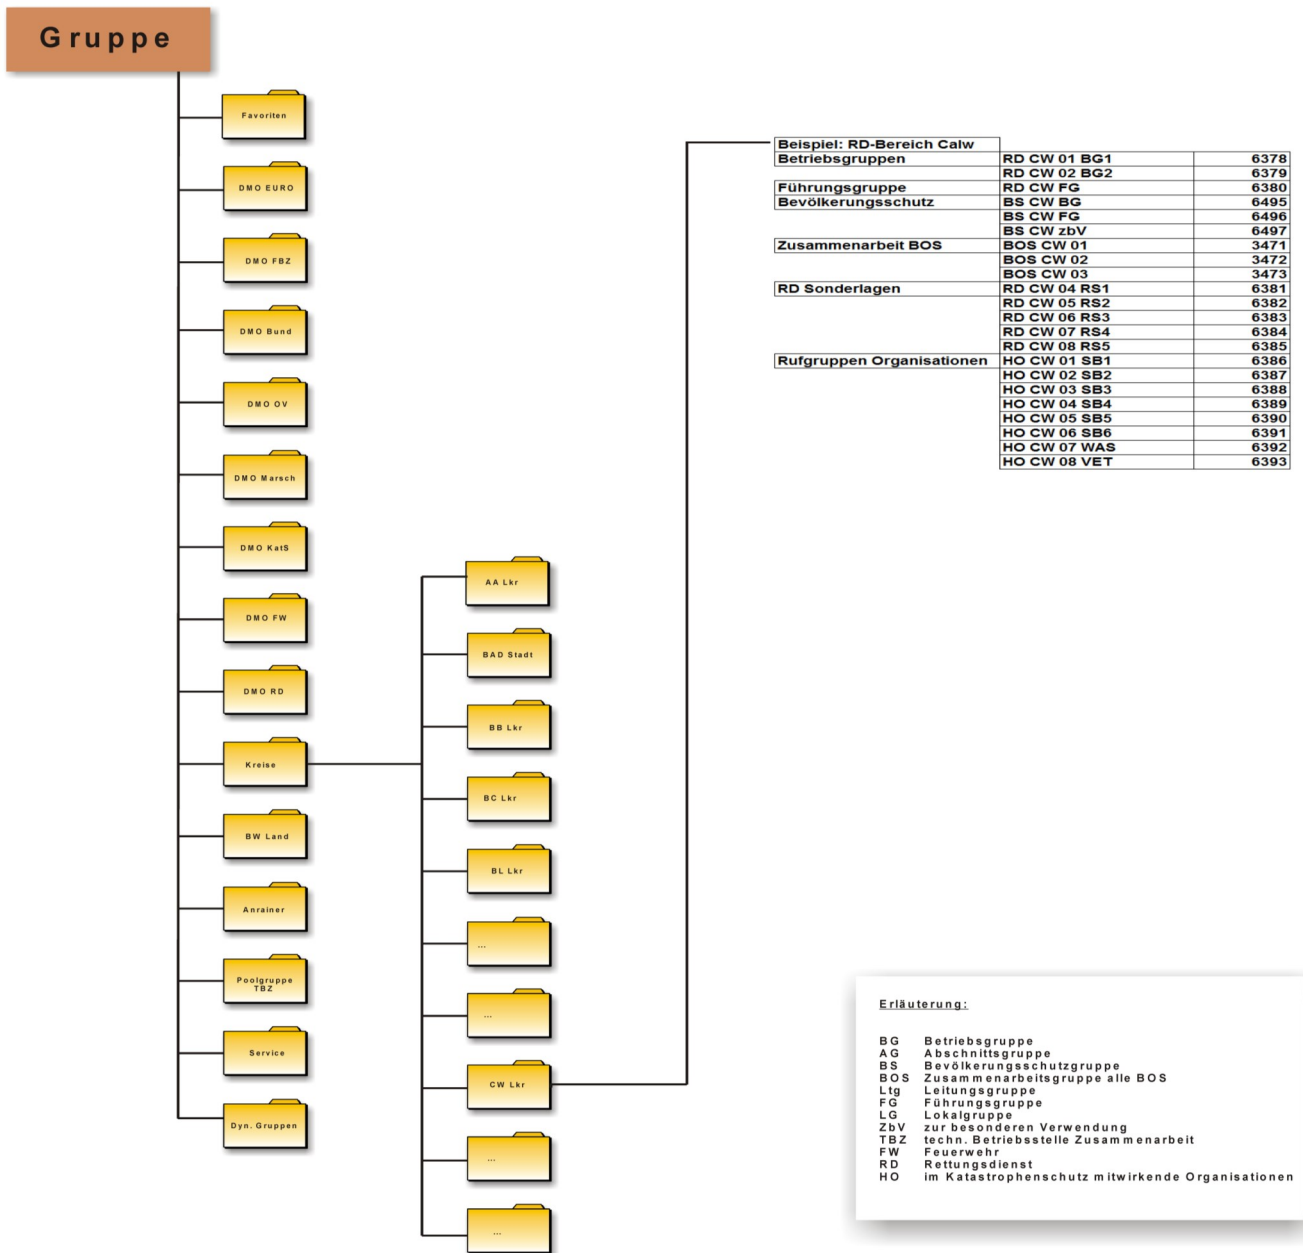 Gruppe
Favoriten
DMO EURO
DMO FBZ
DMO Bund
DMO OV
DMO Marsch
DMO KatS
DMO FW
DMO RD
Kreise
BW Land
Anrainer
Poolgruppe
TBZ
Service
Dyn. Gruppen
AA Lkr
BAD Stadt
BB Lkr
BC Lkr
BL Lkr
...
...
CW Lkr
...
...
Beispiel: RD-Bereich Calw
Betriebsgruppen RD CW 01 BG1 6378
RD CW 02 BG2 6379
Führungsgruppe RD CW FG 6380
Bevölkerungsschutz BS CW BG 6495
BS CW FG 6496
BS CW zbV 6497
Zusammenarbeit BOS BOS CW 01 3471
BOS CW 02 3472
BOS CW 03 3473
RD Sonderlagen RD CW 04 RS1 6381
RD CW 05 RS2 6382
RD CW 06 RS3 6383
RD CW 07 RS4 6384
RD CW 08 RS5 6385
Rufgruppen Organisationen HO CW 01 SB1 6386
HO CW 02 SB2 6387
HO CW 03 SB3 6388
HO CW 04 SB4 6389
HO CW 05 SB5 6390
HO CW 06 SB6 6391
HO CW 07 WAS 6392
HO CW 08 VET 6393
Erläuterung:
BG Betriebsgruppe
AG Abschnittsgruppe
BS Bevölkerungsschutzgruppe
BOS Zusammenarbeitsgruppe alle BOS
Ltg Leitungsgruppe
FG Führungsgruppe
LG Lokalgruppe
ZbV zur besonderen Verwendung
TBZ techn. Betriebsstelle Zusammenarbeit
FW Feuerwehr
RD Rettungsdienst
HO im Katastrophenschutz mitwirkende Organisationen